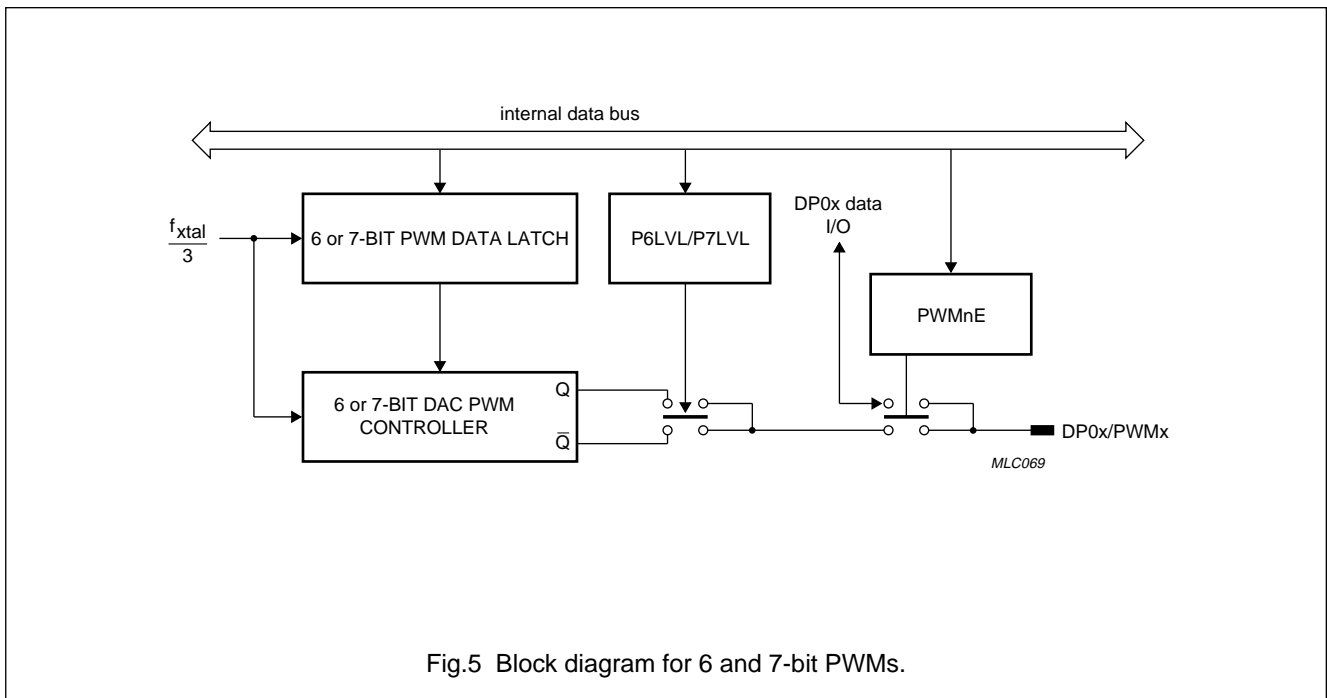 internal data bus
fxtal
3
6 or 7-BIT PWM DATA LATCH
P6LVL/P7LVL
DP0x data
I/O
PWMnE
6 or 7-BIT DAC PWM
CONTROLLER
Q
Q̅
DP0x/PWMx
MLC069
Fig.5 Block diagram for 6 and 7-bit PWMs.